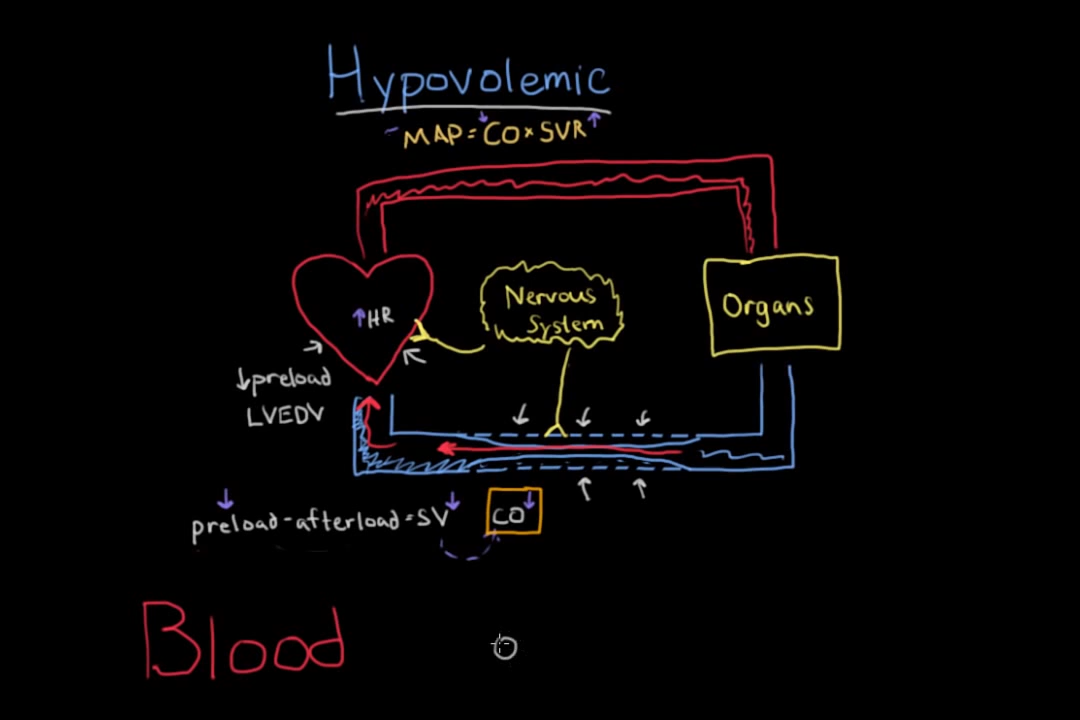 Hypovolemic
- MAP = ↓CO × SVR↑
Nervous
System
Organs
↑HR
↓preload
LVEDV
↓preload - afterload = SV↓
CO↓
Blood